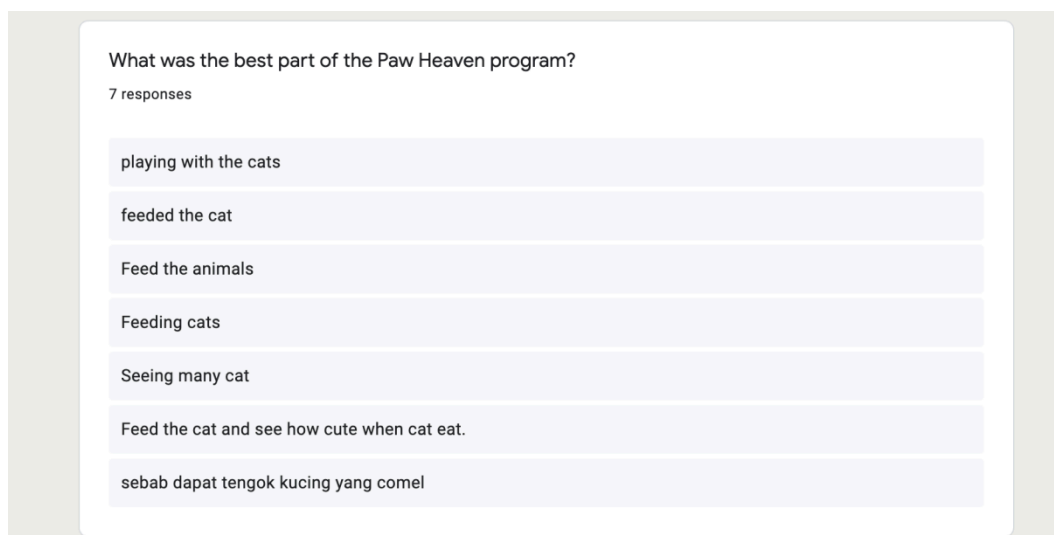 What was the best part of the Paw Heaven program?
7 responses
playing with the cats
feeded the cat
Feed the animals
Feeding cats
Seeing many cat
Feed the cat and see how cute when cat eat.
sebab dapat tengok kucing yang comel